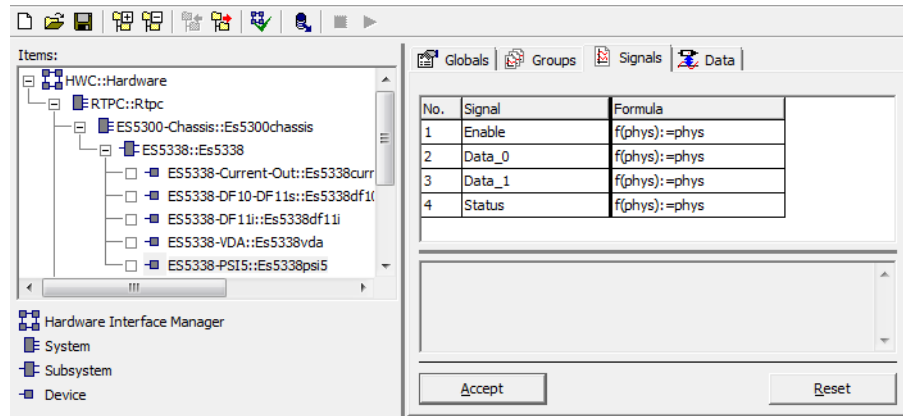 Items:
HWC::Hardware
RTPC::Rtpc
ES5300-Chassis::Es5300chassis
ES5338::Es5338
ES5338-Current-Out::Es5338curr
ES5338-DF10-DF11s::Es5338df1(
ES5338-DF11i::Es5338df11i
ES5338-VDA::Es5338vda
ES5338-PSI5::Es5338psi5
Hardware Interface Manager
System
Subsystem
Device
Globals Groups Signals Data
No. Signal Formula
1 Enable f(phys):=phys
2 Data_0 f(phys):=phys
3 Data_1 f(phys):=phys
4 Status f(phys):=phys
Accept Reset